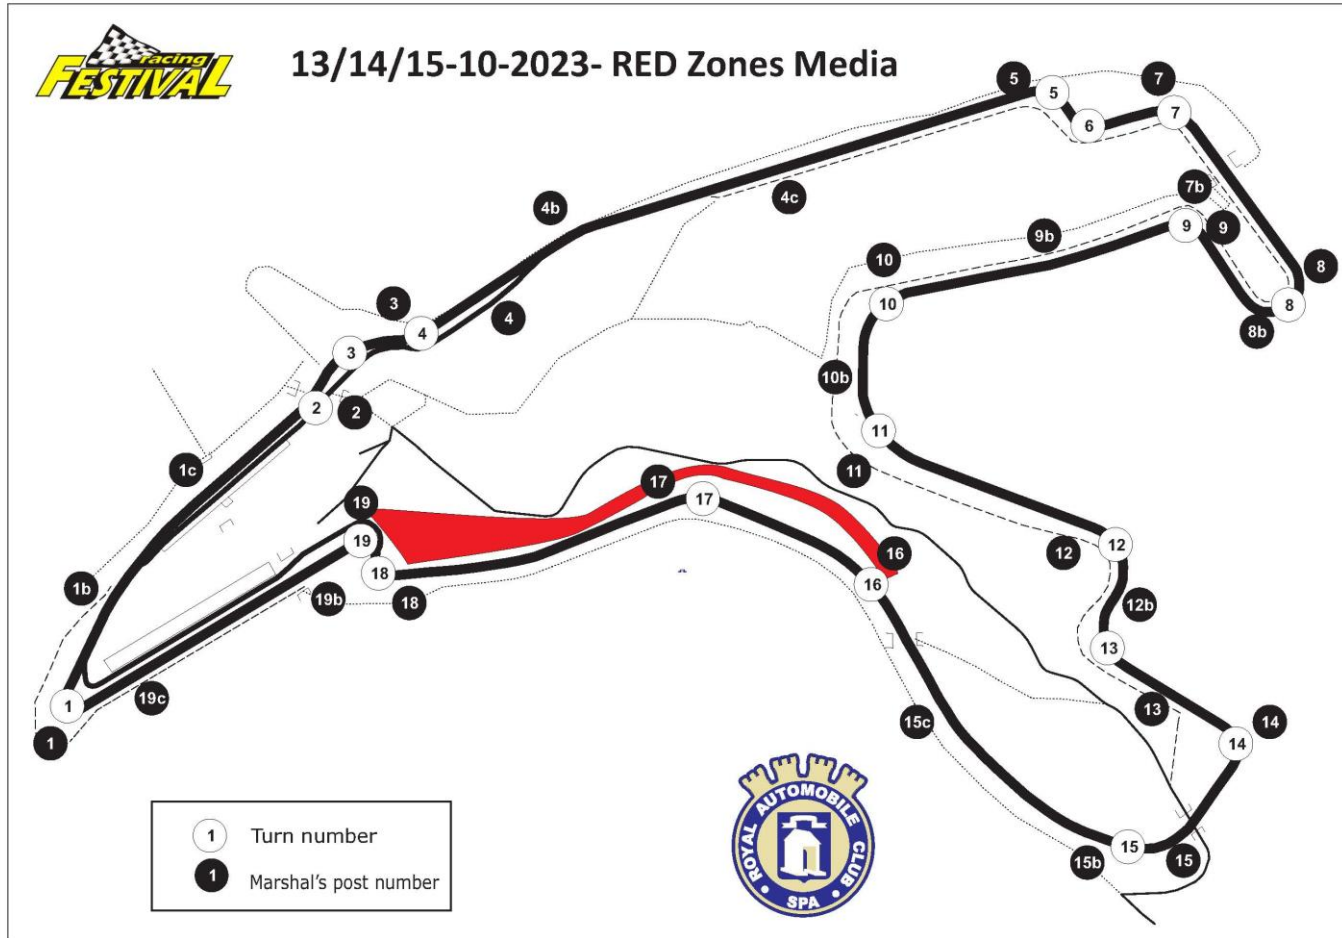 racing
FESTIVAL
13/14/15-10-2023- RED Zones Media
5
5
7
7
6
4c
4b
7b
9
9
9b
10
8
8
8b
10
3
4
4
3
10b
2
2
11
11
1c
17
17
19
19
12
12
16
16
18
18
19b
1b
12b
13
13
1
1
19c
15c
14
14
15
15
15b
1 Turn number
1 Marshal's post number
ROYAL AUTOMOBILE CLUB
SPA